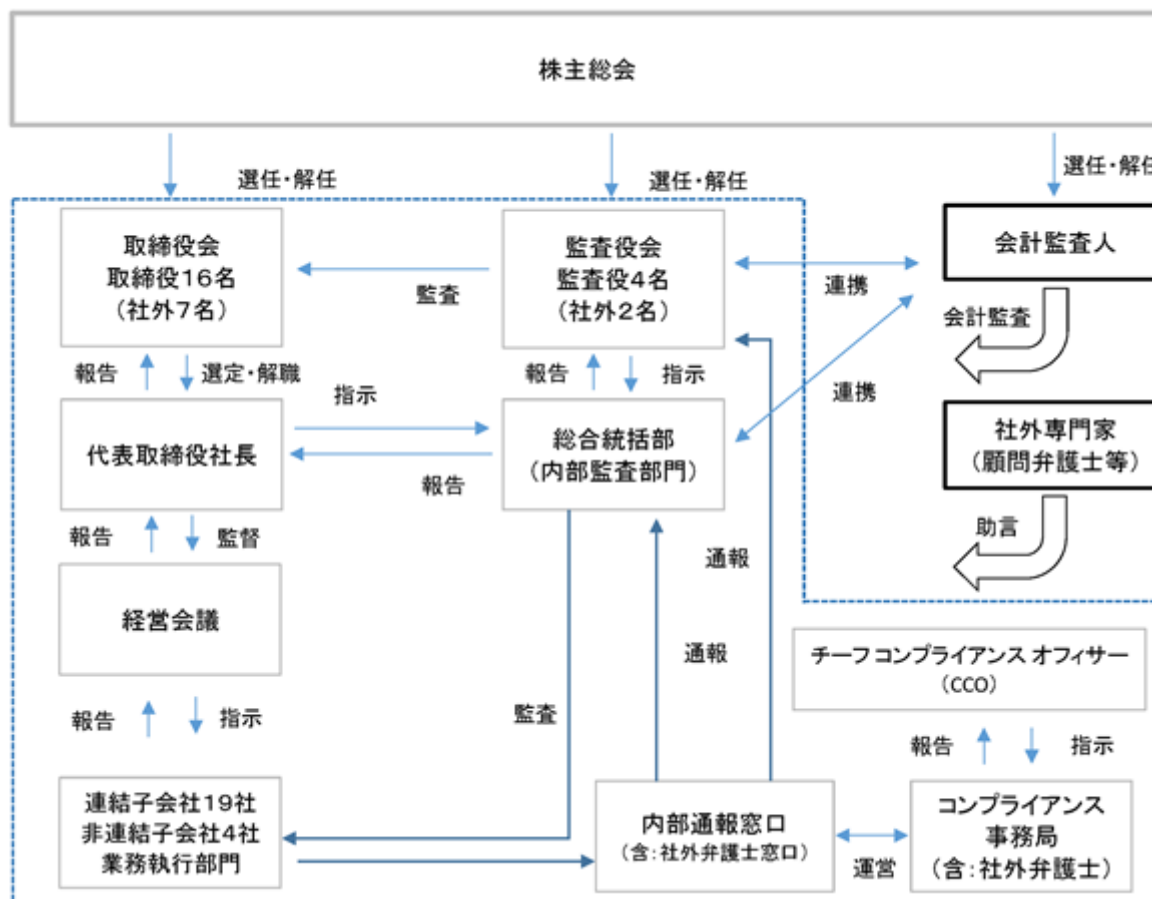 株主総会
選任・解任
選任・解任
選任・解任
取締役会
取締役16名
(社外7名)
監査
監査役会
監査役4名
(社外2名)
連携
会計監査人
会計監査
報告
選定・解職
報告
指示
連携
指示
代表取締役社長
報告
総合統括部
(内部監査部門)
社外専門家
(顧問弁護士等)
助言
報告
監督
通報
経営会議
通報
チーフ コンプライアンス オフィサー
(CCO)
報告
指示
監査
報告
指示
連結子会社19社
非連結子会社4社
業務執行部門
内部通報窓口
(含:社外弁護士窓口)
運営
コンプライアンス
事務局
(含:社外弁護士)